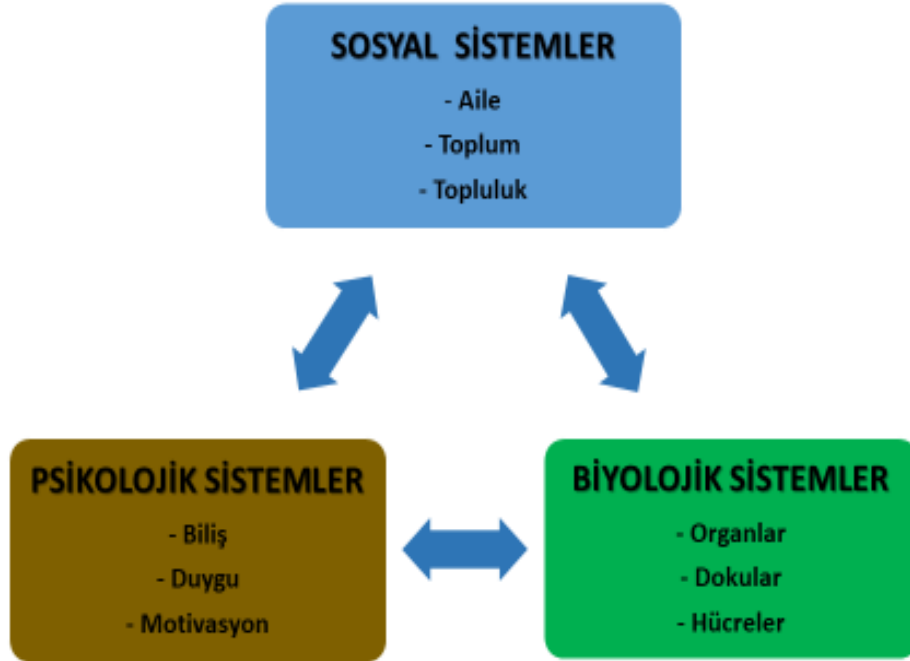 SOSYAL SİSTEMLER
- Aile
- Toplum
- Topluluk
PSİKOLOJİK SİSTEMLER
- Biliş
- Duygu
- Motivasyon
BİYOLOJİK SİSTEMLER
- Organlar
- Dokular
- Hücreler